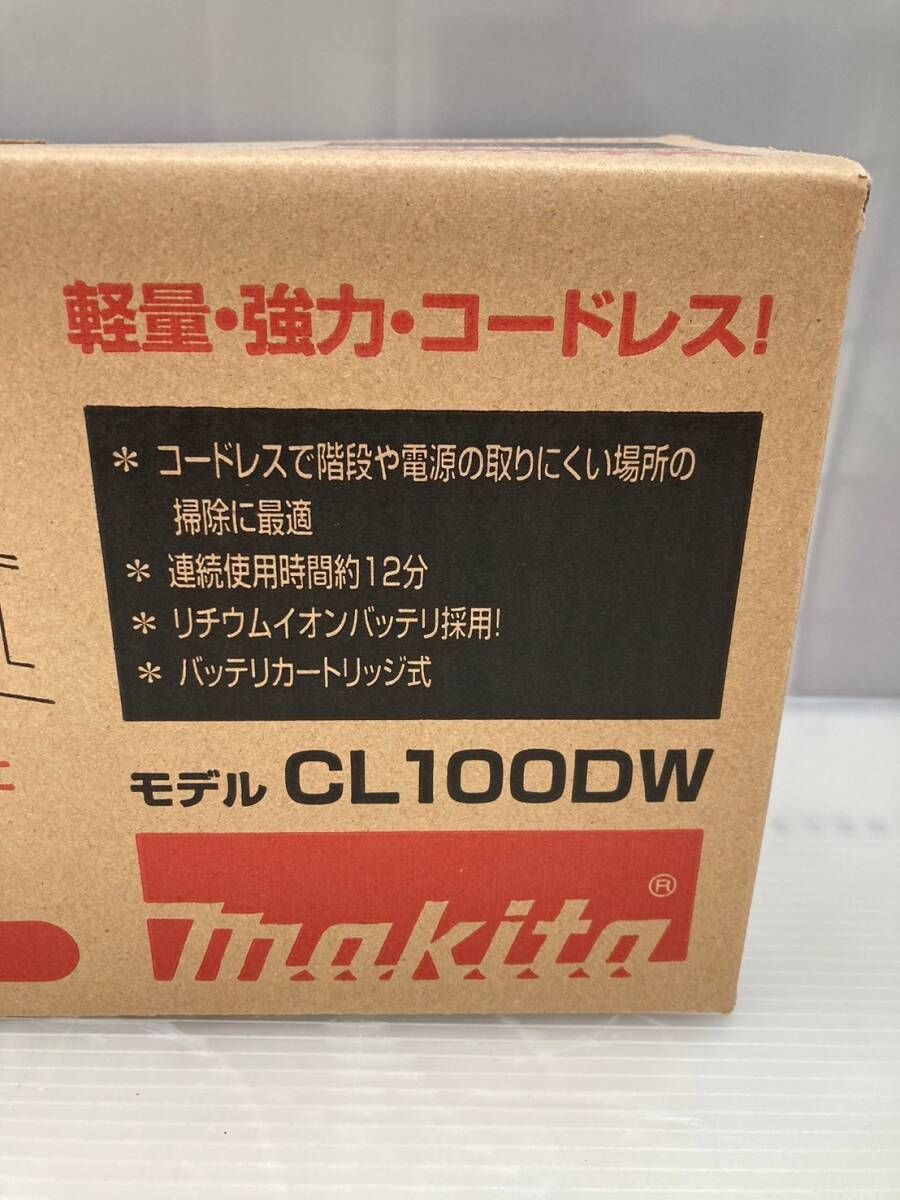 軽量・強力・コードレス!
* コードレスで階段や電源の取りにくい場所の
掃除に最適
* 連続使用時間約12分
* リチウムイオンバッテリ採用!
* バッテリカートリッジ式
モデル CL100DW
makita®